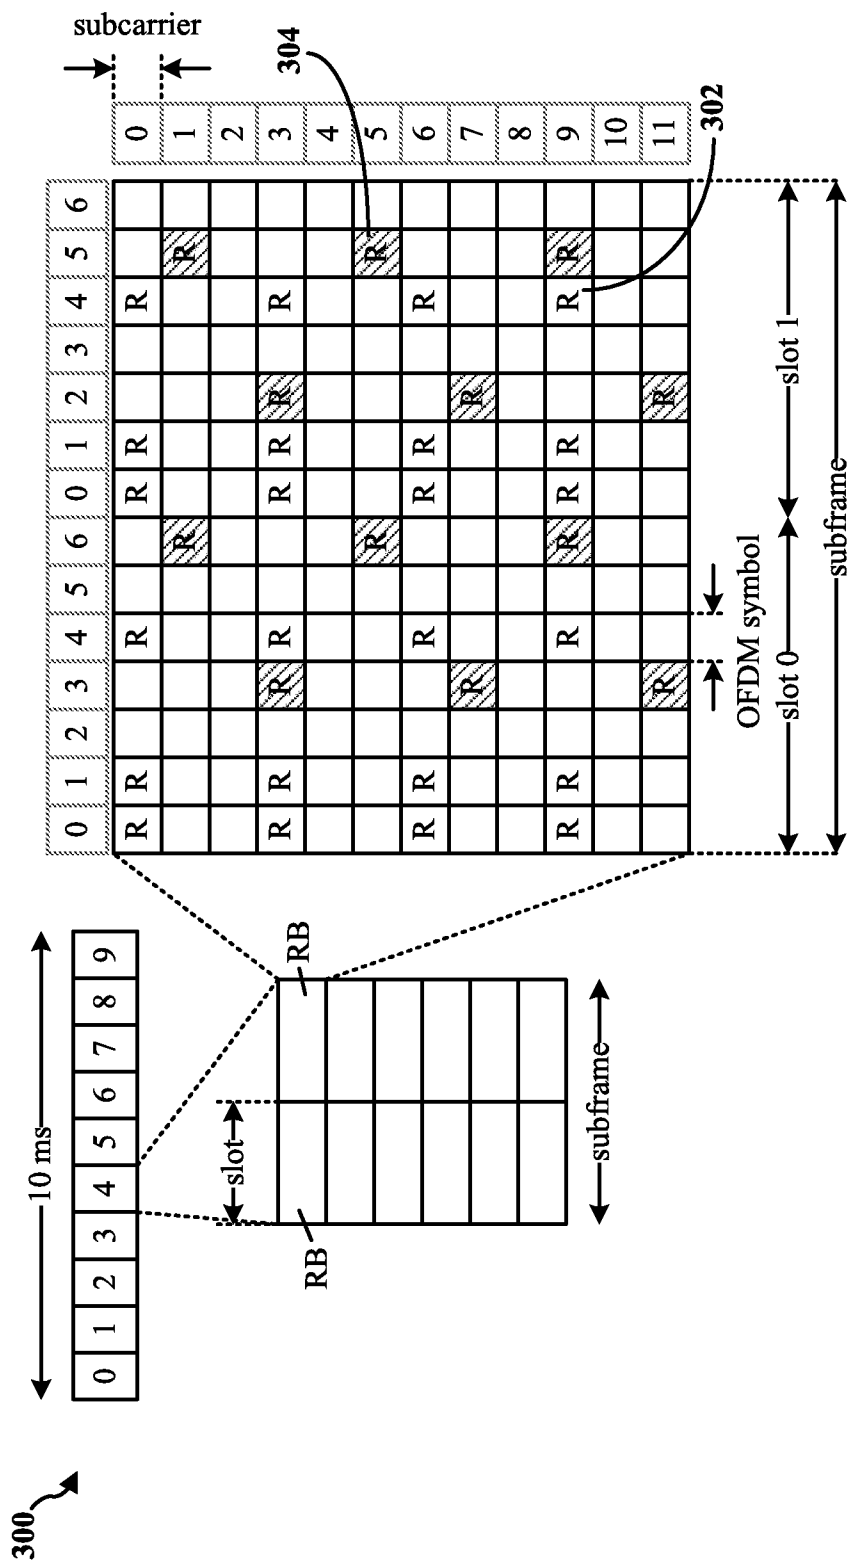 300
10 ms
0 1 2 3 4 5 6 7 8 9
slot
RB
RB
subframe
0 1 2 3 4 5 6 0 1 2 3 4 5 6
subcarrier
R R R R R R 0
R R 1
2
R R R R R R R R 3
4
R R 5
R R R R R R 6
R R 7
8
R R R R R R R R 9
10
R R 11
304
302
OFDM symbol
slot 0
slot 1
subframe